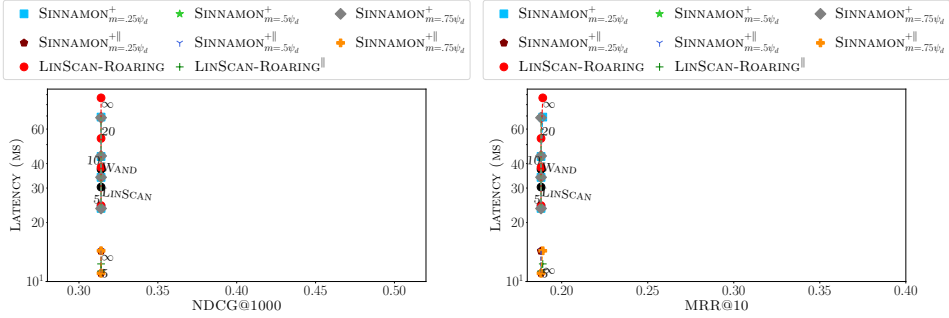 SINNAMON⁺ₘ₌.₂₅ψd SINNAMON⁺ₘ₌.₅ψd SINNAMON⁺ₘ₌.₇₅ψd
SINNAMON⁺∥ₘ₌.₂₅ψd SINNAMON⁺∥ₘ₌.₅ψd SINNAMON⁺∥ₘ₌.₇₅ψd
LINSCAN-ROARING LINSCAN-ROARING∥
∞
60
20
10
40
WAND
30
LINSCAN
5
20
∞
5
10¹
LATENCY (MS)
0.30 0.35 0.40 0.45 0.50
NDCG@1000
SINNAMON⁺ₘ₌.₂₅ψd SINNAMON⁺ₘ₌.₅ψd SINNAMON⁺ₘ₌.₇₅ψd
SINNAMON⁺∥ₘ₌.₂₅ψd SINNAMON⁺∥ₘ₌.₅ψd SINNAMON⁺∥ₘ₌.₇₅ψd
LINSCAN-ROARING LINSCAN-ROARING∥
∞
60
20
10
40
WAND
30
LINSCAN
5
20
∞
5
10¹
LATENCY (MS)
0.20 0.25 0.30 0.35 0.40
MRR@10